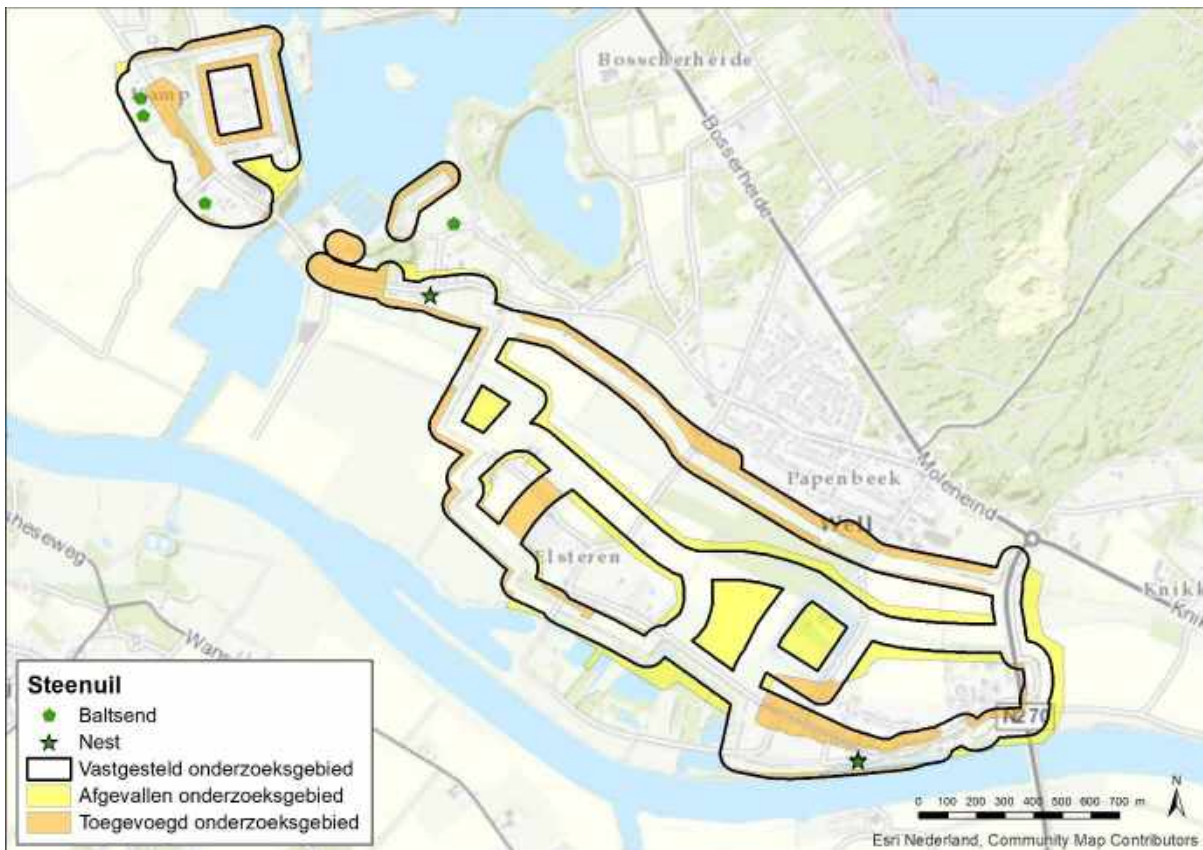 Kamp
Bosscherheide
Bosserheide
Papenbeek
Well
Moleneind
Elsteren
N270
Steenuil
Baltsend
Nest
Vastgesteld onderzoeksgebied
Afgevallen onderzoeksgebied
Toegevoegd onderzoeksgebied
N
0 100 200 300 400 500 600 700 m
Esri Nederland, Community Map Contributors